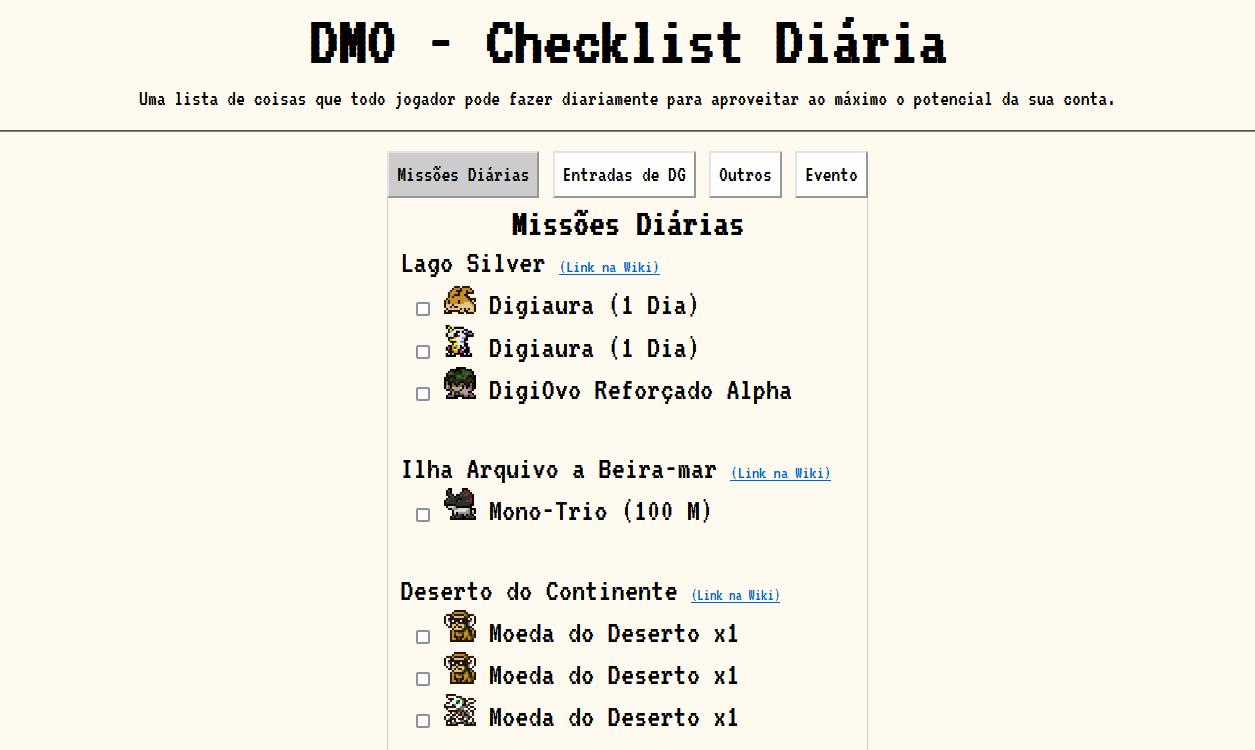 DMO - Checklist Diária
Uma lista de coisas que todo jogador pode fazer diariamente para aproveitar ao máximo o potencial da sua conta.
Missões Diárias
Entradas de DG
Outros
Evento
Missões Diárias
Lago Silver (Link na Wiki)
Digiaura (1 Dia)
Digiaura (1 Dia)
DigiOvo Reforçado Alpha
Ilha Arquivo a Beira-mar (Link na Wiki)
Mono-Trio (100 M)
Deserto do Continente (Link na Wiki)
Moeda do Deserto x1
Moeda do Deserto x1
Moeda do Deserto x1